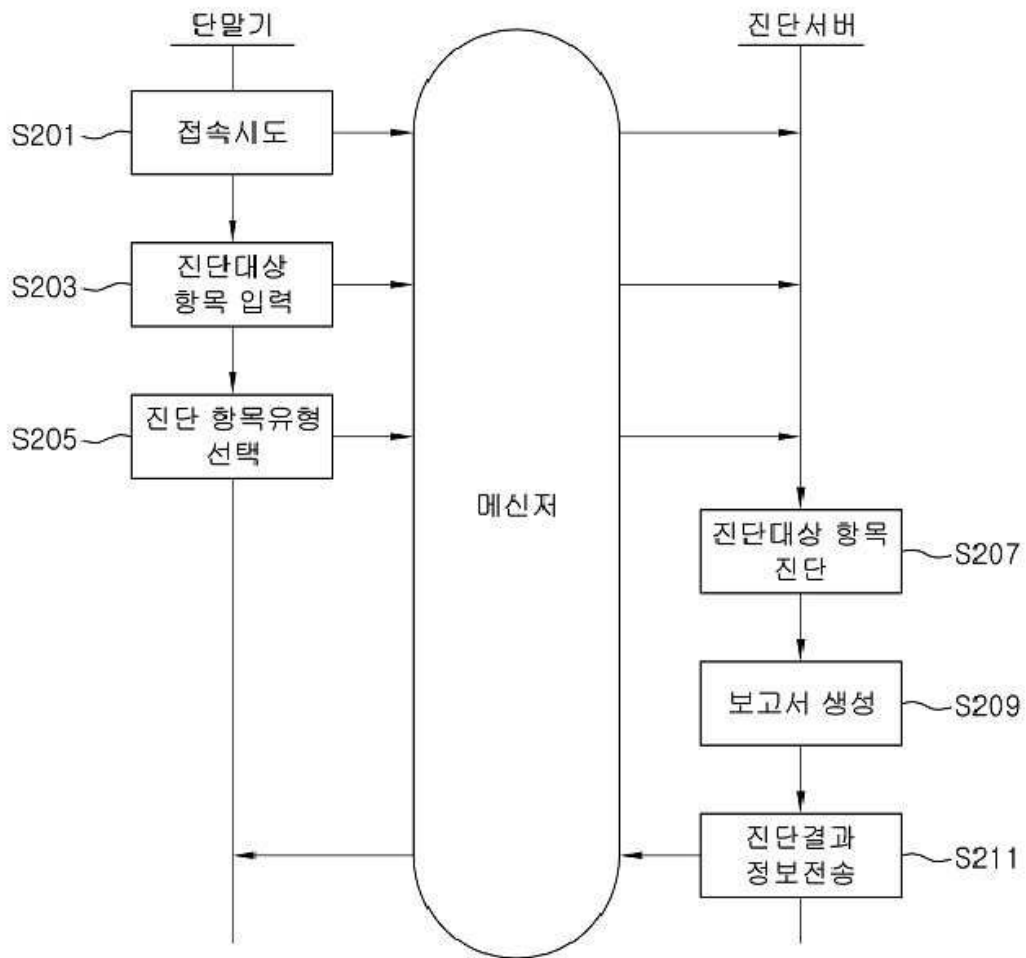 단말기
진단서버
S201
접속시도
S203
진단대상
항목 입력
S205
진단 항목유형
선택
메신저
진단대상 항목
진단
S207
보고서 생성
S209
진단결과
정보전송
S211